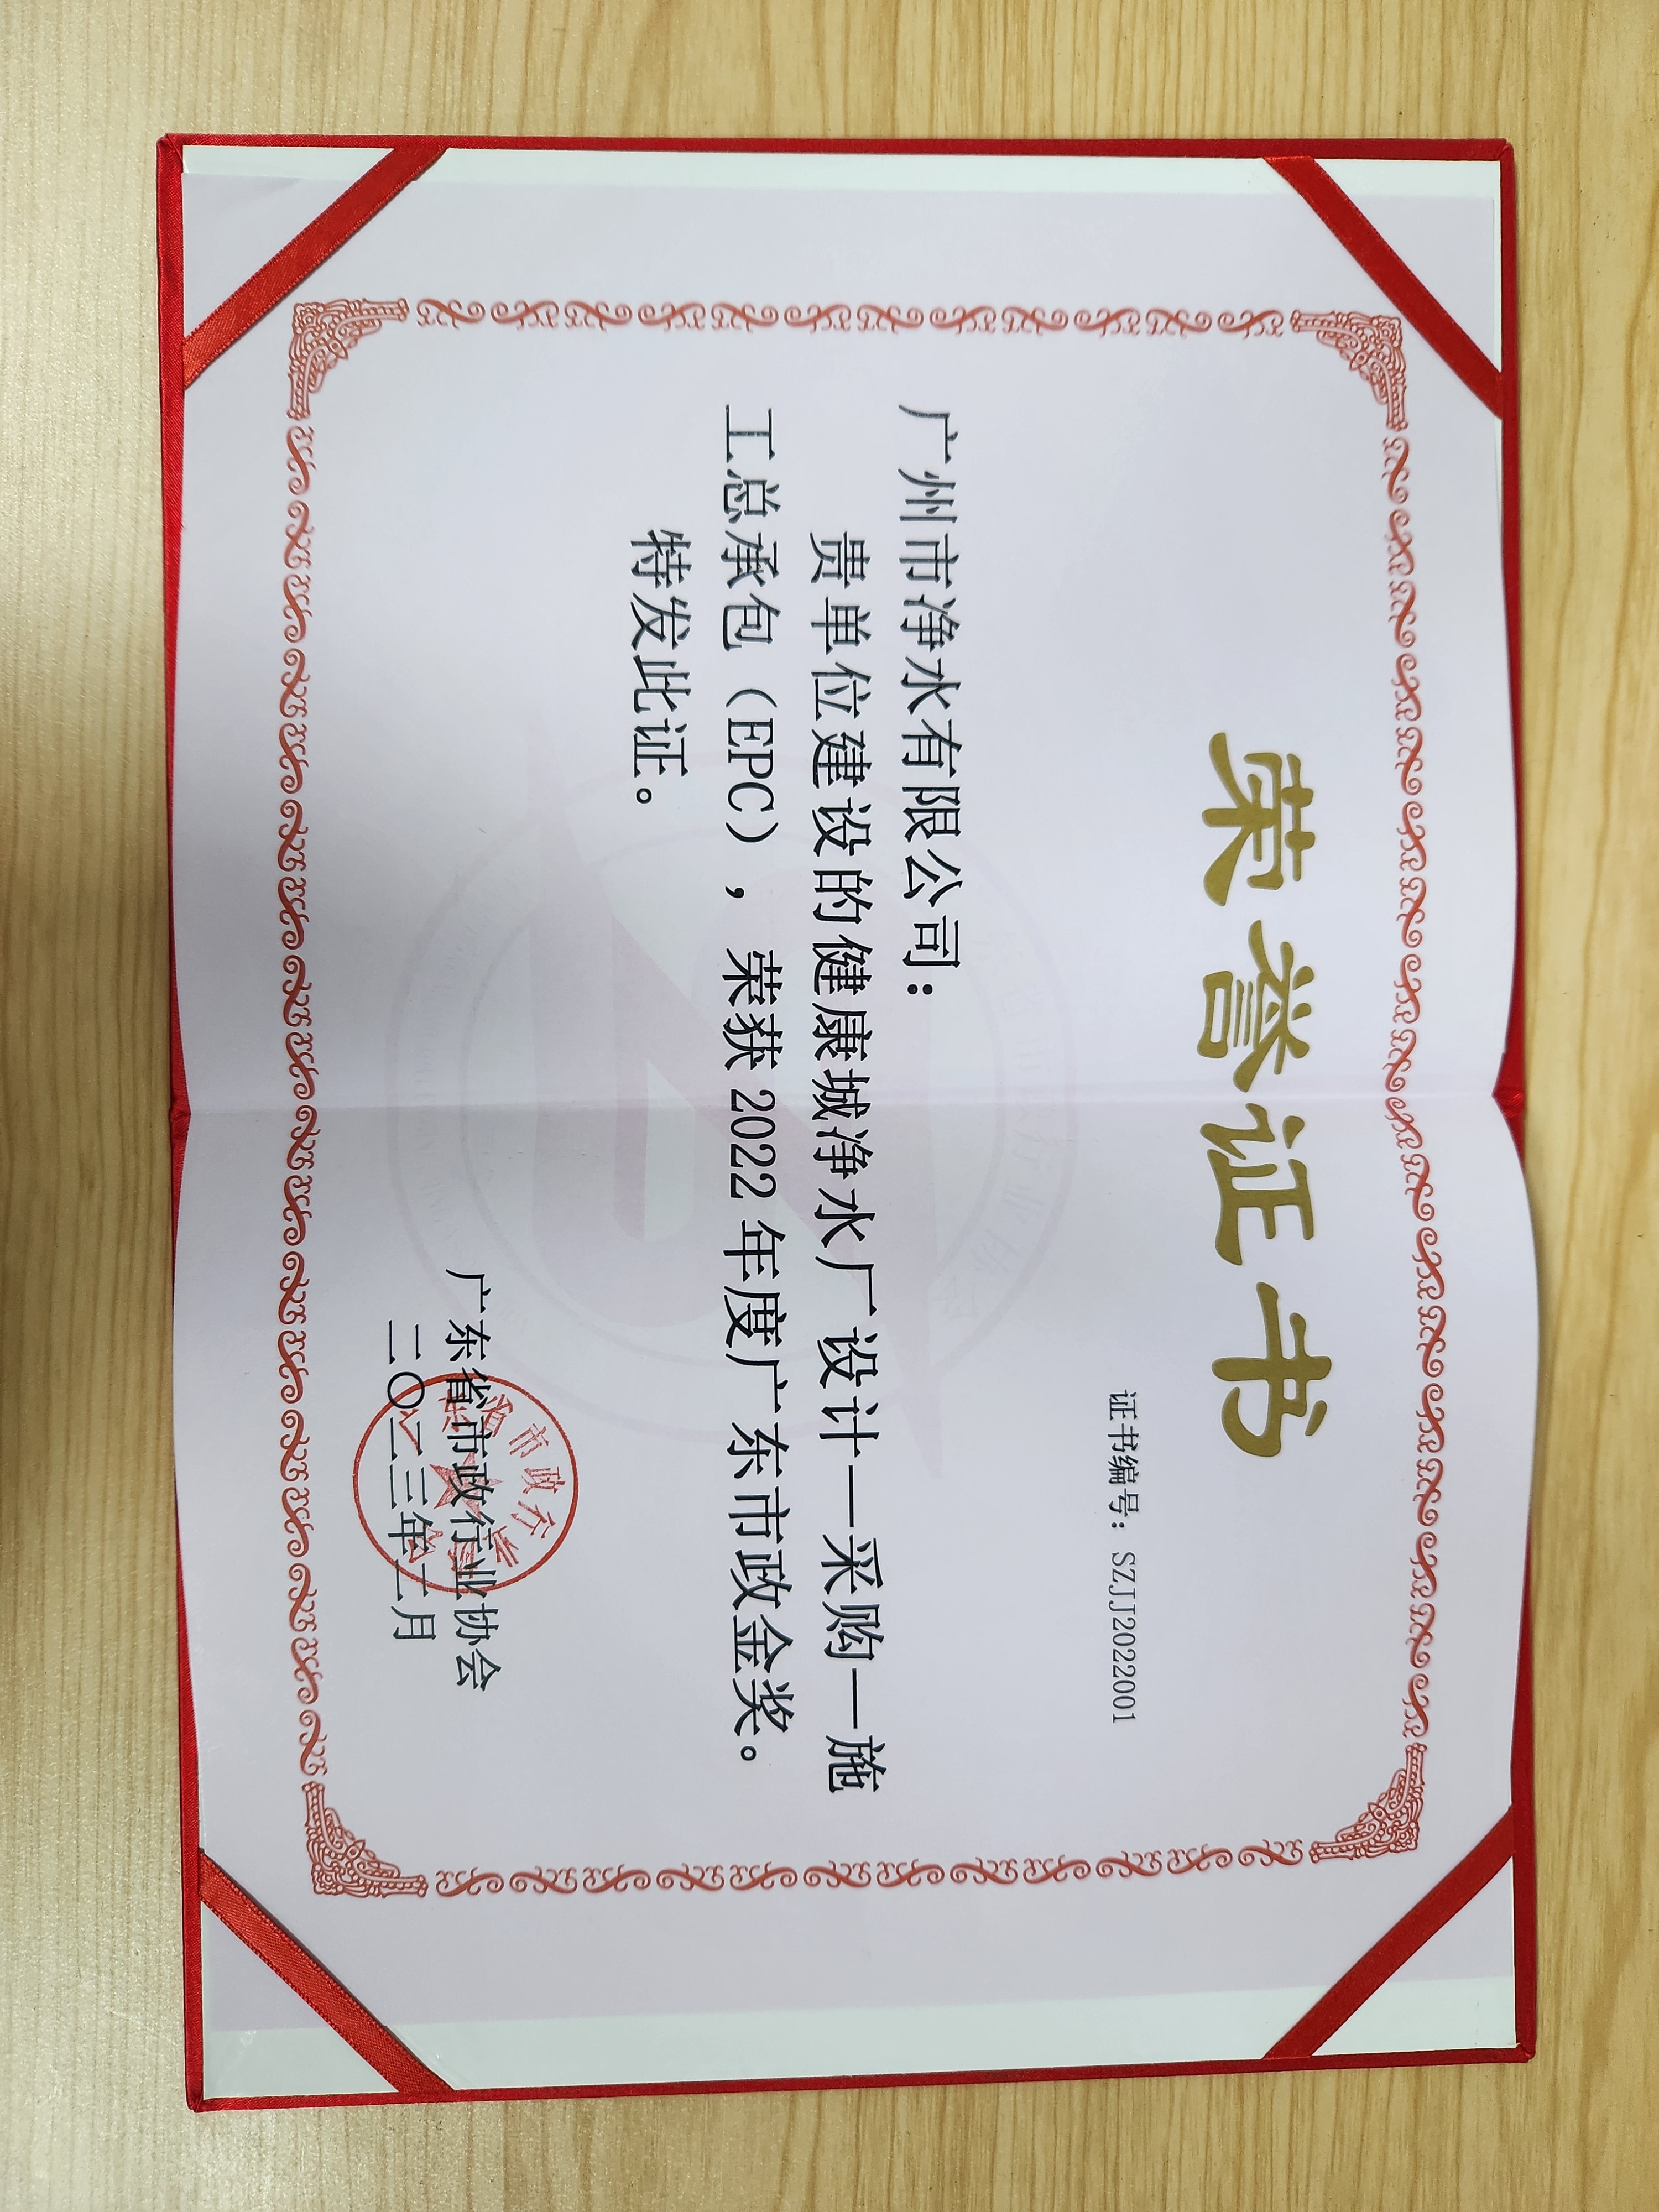 荣誉证书
证书编号：SZJJ2022001
广州市净水有限公司：
贵单位建设的健康城净水厂设计—采购—施
工总承包（EPC），荣获2022年度广东市政金奖。
特发此证。
广东省市政行业协会
二〇二三年二月